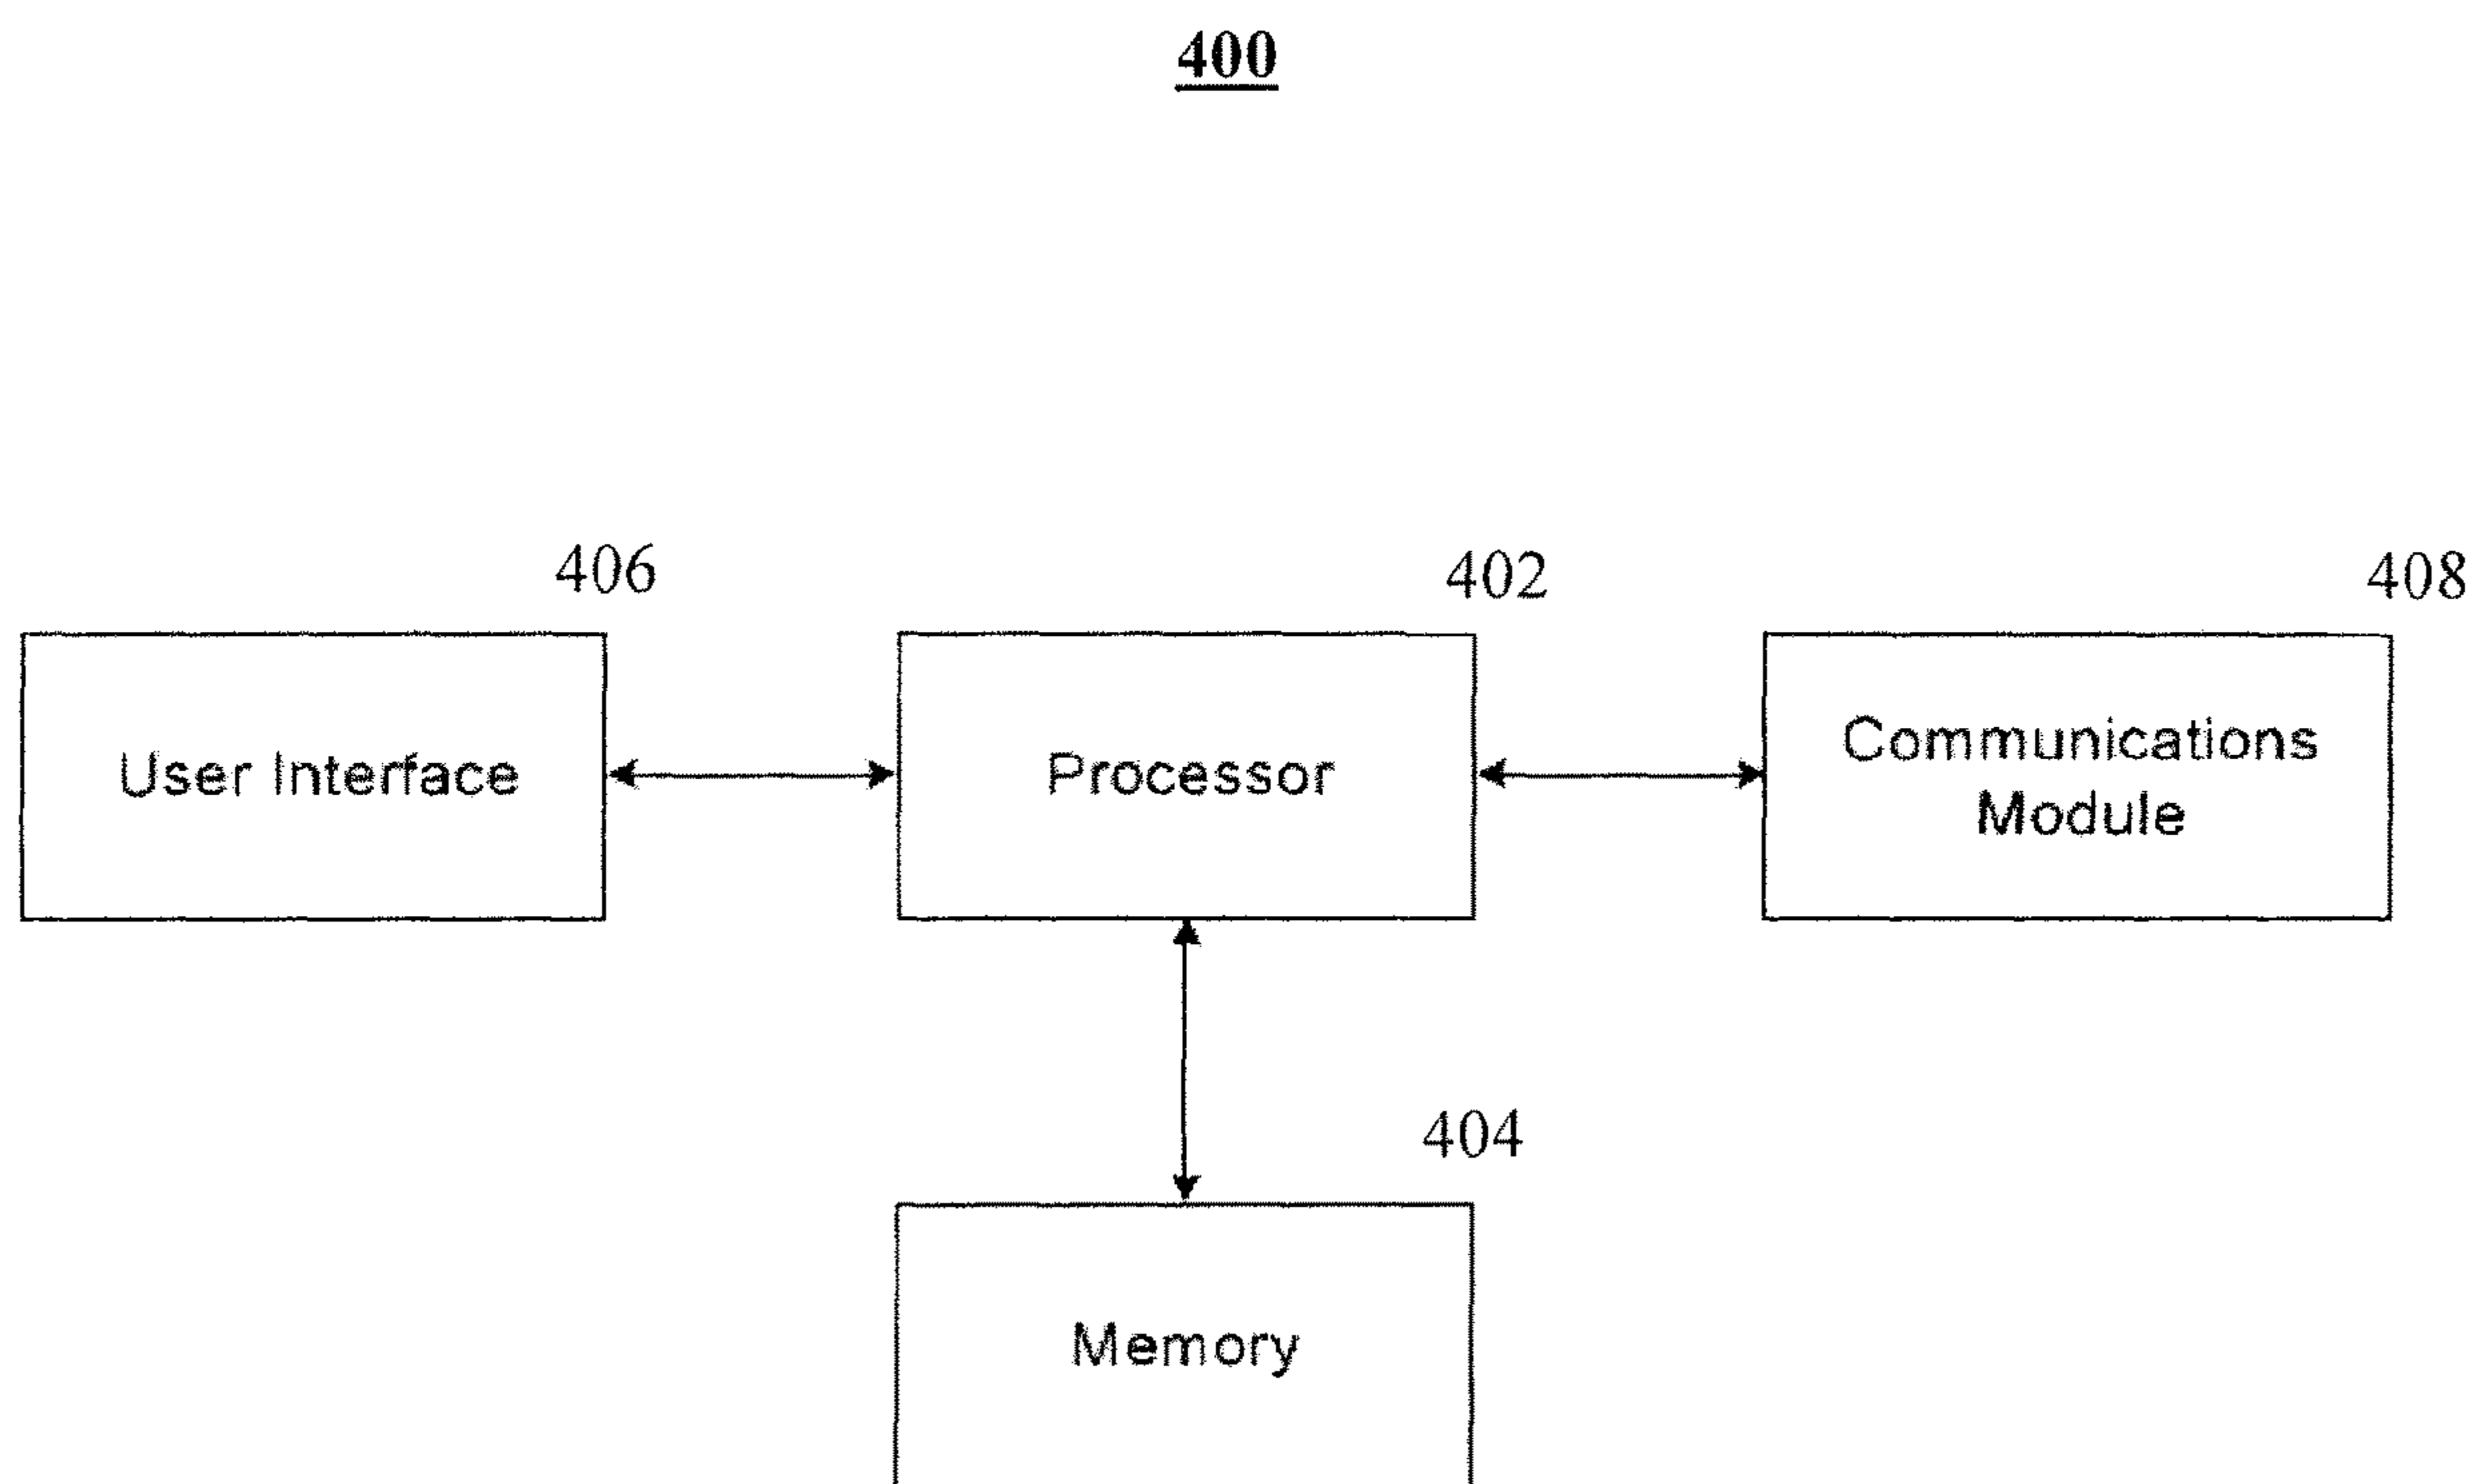 400
406
402
408
User Interface
Processor
Communications
Module
404
Memory